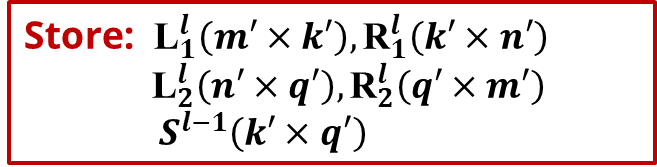 Store: L₁ˡ(m′ × k′), R₁ˡ(k′ × n′)
L₂ˡ(n′ × q′), R₂ˡ(q′ × m′)
Sˡ⁻¹(k′ × q′)